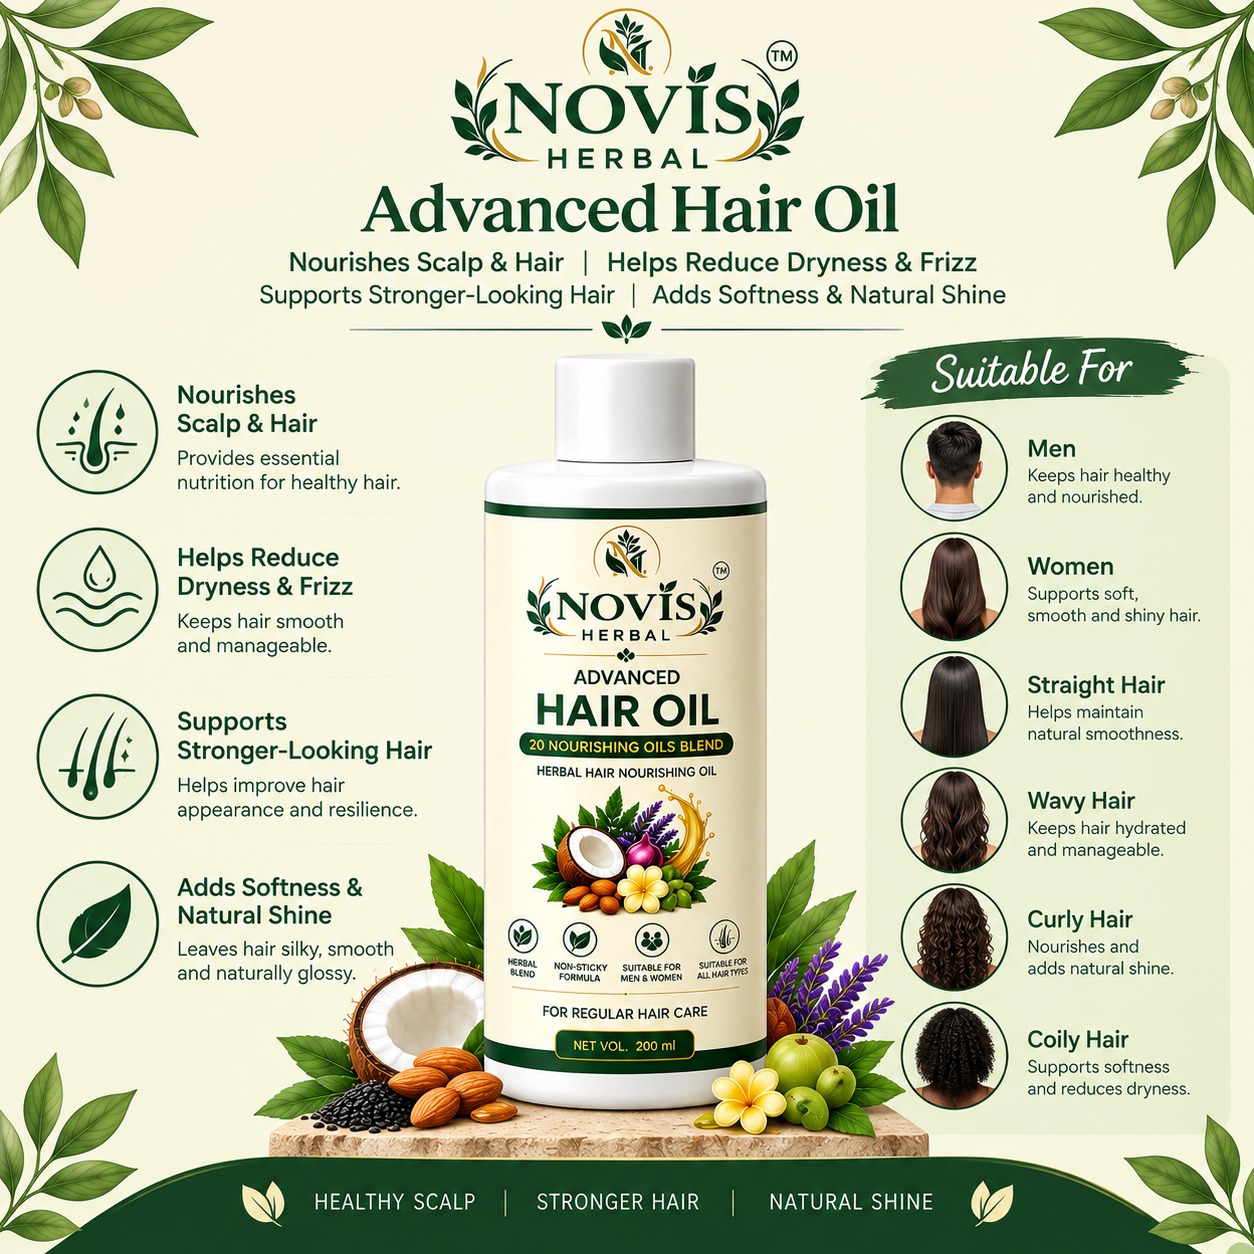 NOVIS
TM
HERBAL
Advanced Hair Oil
Nourishes Scalp & Hair | Helps Reduce Dryness & Frizz
Supports Stronger-Looking Hair | Adds Softness & Natural Shine
Nourishes
Scalp & Hair
Provides essential
nutrition for healthy hair.
Helps Reduce
Dryness & Frizz
Keeps hair smooth
and manageable.
Supports
Stronger-Looking Hair
Helps improve hair
appearance and resilience.
Adds Softness &
Natural Shine
Leaves hair silky, smooth
and naturally glossy.
NOVIS
TM
HERBAL
ADVANCED
HAIR OIL
20 NOURISHING OILS BLEND
HERBAL HAIR NOURISHING OIL
HERBAL
BLEND
NON-STICKY
FORMULA
SUITABLE FOR
MEN & WOMEN
SUITABLE FOR
ALL HAIR TYPES
FOR REGULAR HAIR CARE
NET VOL. 200 ml
Suitable For
Men
Keeps hair healthy
and nourished.
Women
Supports soft,
smooth and shiny hair.
Straight Hair
Helps maintain
natural smoothness.
Wavy Hair
Keeps hair hydrated
and manageable.
Curly Hair
Nourishes and
adds natural shine.
Coily Hair
Supports softness
and reduces dryness.
HEALTHY SCALP | STRONGER HAIR | NATURAL SHINE